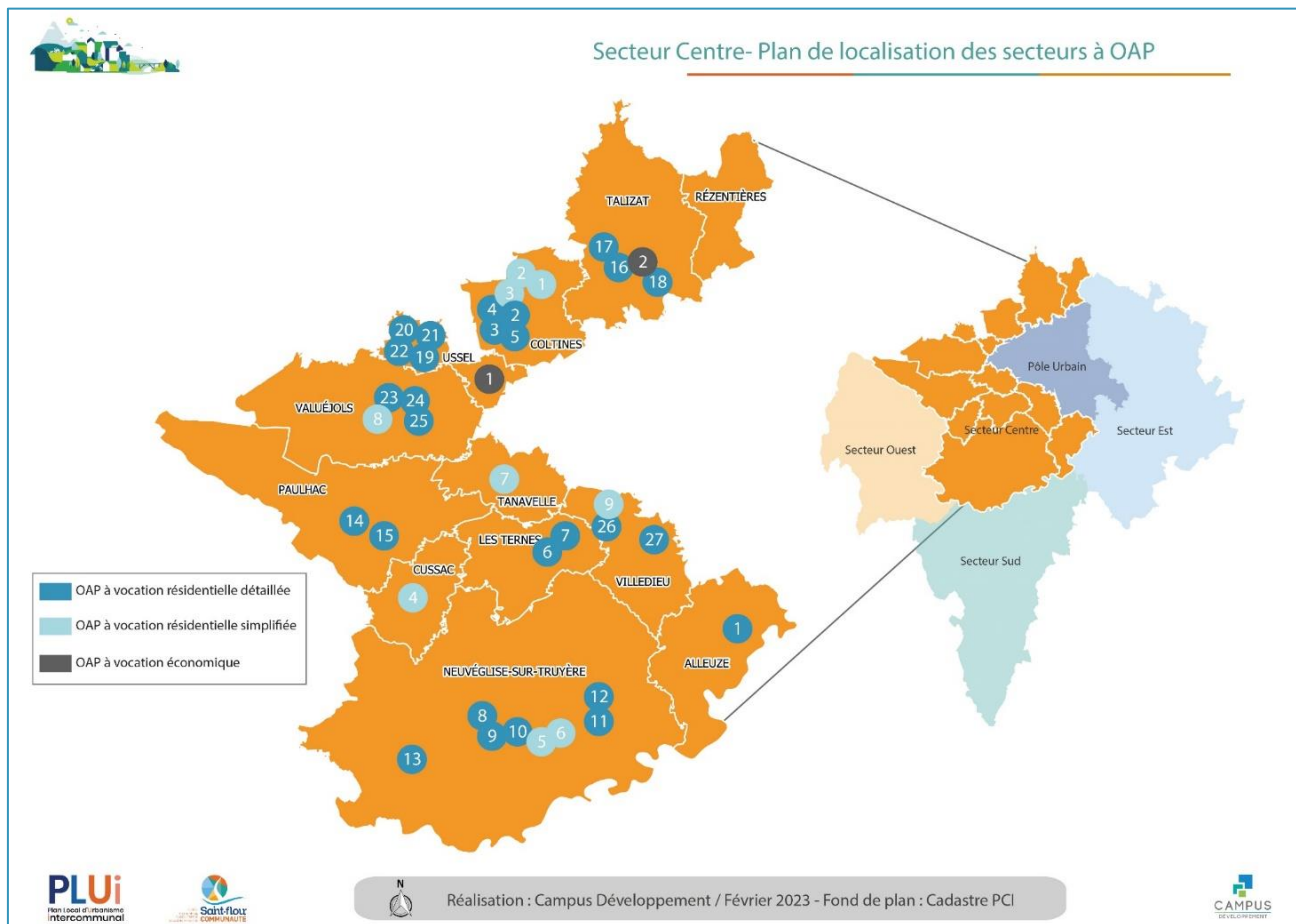 Secteur Centre- Plan de localisation des secteurs à OAP
TALIZAT
RÉZENTIÈRES
17
16
2
18
2
1
3
4
2
3
5
COLTINES
20
21
22
19
USSEL
1
VALUÉJOLS
23
24
8
25
PAULHAC
14
15
7
TANAVELLE
9
26
27
LES TERNES
7
6
VILLEDIEU
CUSSAC
4
1
ALLEUZE
NEUVÉGLISE-SUR-TRUYÈRE
12
11
8
9
10
5
6
13
Pôle Urbain
Secteur Centre
Secteur Est
Secteur Ouest
Secteur Sud
OAP à vocation résidentielle détaillée
OAP à vocation résidentielle simplifiée
OAP à vocation économique
PLUi
Plan Local d'Urbanisme
Intercommunal
Saint-flour
COMMUNAUTÉ
N
Réalisation : Campus Développement / Février 2023 - Fond de plan : Cadastre PCI
CAMPUS
DÉVELOPPEMENT